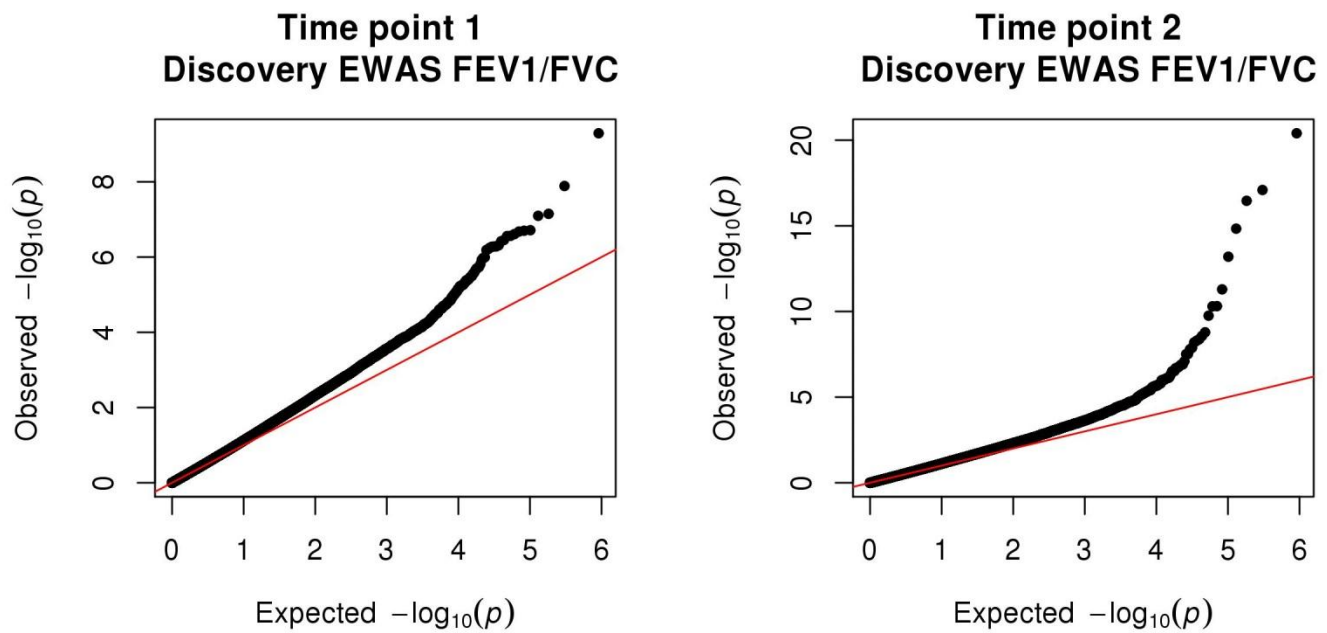 Time point 1
Discovery EWAS FEV1/FVC
Observed −log10(p)
8
6
4
2
0
0 1 2 3 4 5 6
Expected −log10(p)
Time point 2
Discovery EWAS FEV1/FVC
Observed −log10(p)
20
15
10
5
0
0 1 2 3 4 5 6
Expected −log10(p)